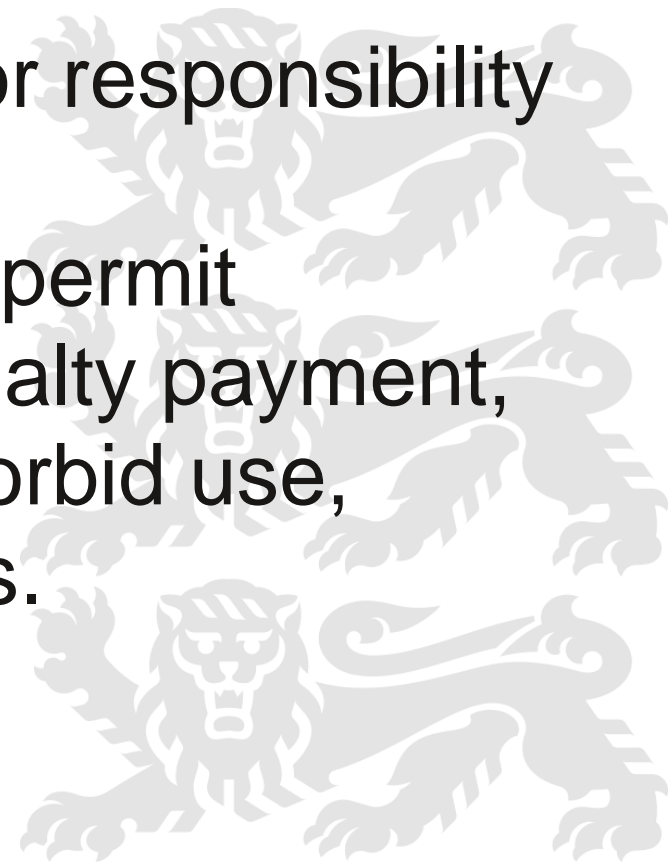 or responsibility
permit
alty payment,
orbid use,
s.